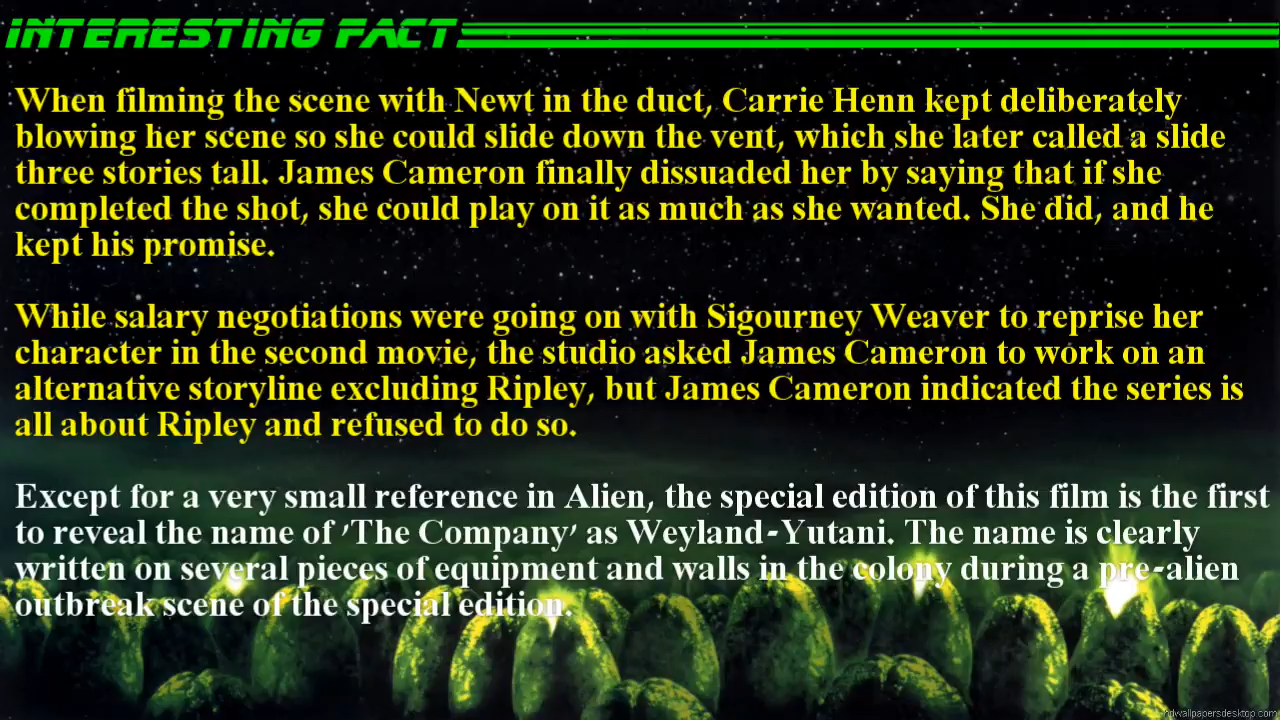 INTERESTING FACT
When filming the scene with Newt in the duct, Carrie Henn kept deliberately
blowing her scene so she could slide down the vent, which she later called a slide
three stories tall. James Cameron finally dissuaded her by saying that if she
completed the shot, she could play on it as much as she wanted. She did, and he
kept his promise.
While salary negotiations were going on with Sigourney Weaver to reprise her
character in the second movie, the studio asked James Cameron to work on an
alternative storyline excluding Ripley, but James Cameron indicated the series is
all about Ripley and refused to do so.
Except for a very small reference in Alien, the special edition of this film is the first
to reveal the name of 'The Company' as Weyland-Yutani. The name is clearly
written on several pieces of equipment and walls in the colony during a pre-alien
outbreak scene of the special edition.
hdwallpapersdesktop.com